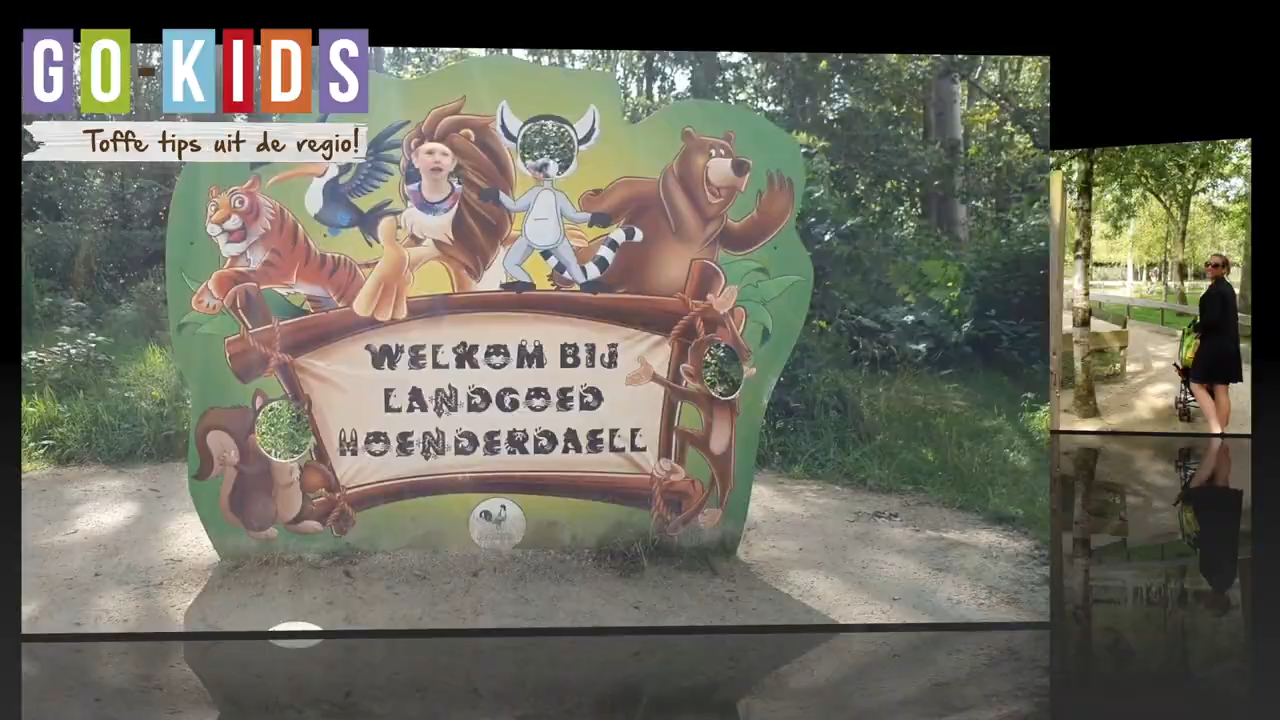 GO-KIDS
Toffe tips uit de regio!
WELKOM BIJ
LANDGOED
HOENDERDAELL